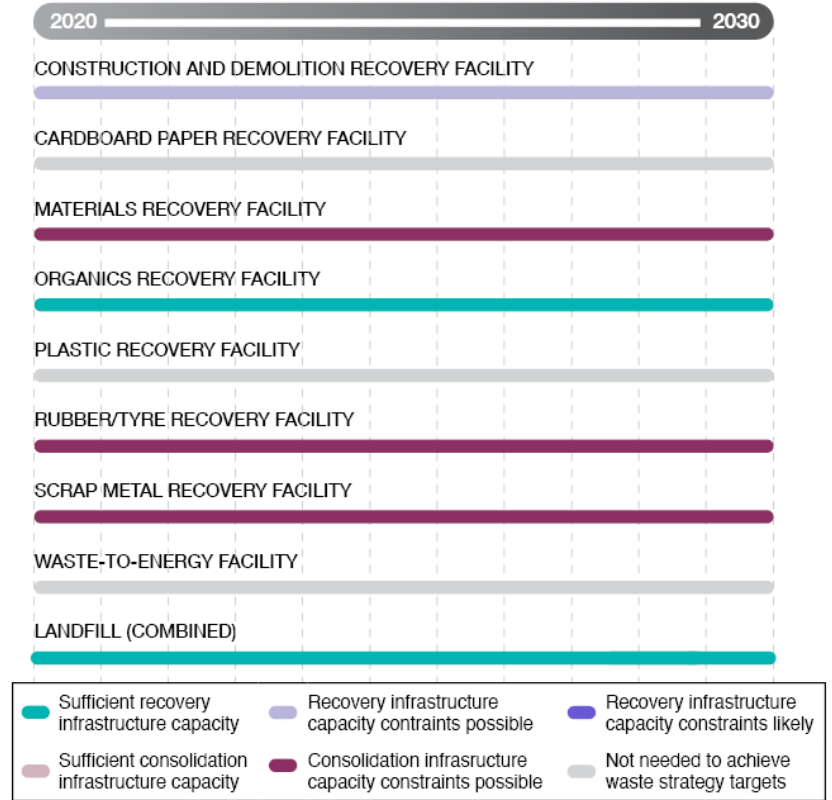 2020 2030
CONSTRUCTION AND DEMOLITION RECOVERY FACILITY
CARDBOARD PAPER RECOVERY FACILITY
MATERIALS RECOVERY FACILITY
ORGANICS RECOVERY FACILITY
PLASTIC RECOVERY FACILITY
RUBBER/TYRE RECOVERY FACILITY
SCRAP METAL RECOVERY FACILITY
WASTE-TO-ENERGY FACILITY
LANDFILL (COMBINED)
Sufficient recovery
infrastructure capacity
Recovery infrastructure
capacity contraints possible
Recovery infrastructure
capacity constraints likely
Sufficient consolidation
infrastructure capacity
Consolidation infrasructure
capacity constraints possible
Not needed to achieve
waste strategy targets